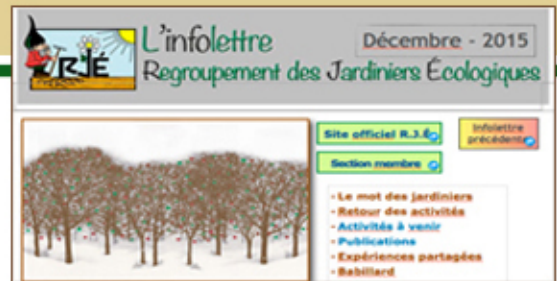 L'infolettre
Décembre - 2015
RJÉ
Regroupement des Jardiniers Écologiques
Site officiel R.J.É.
Infolettre
précédente
Section membre
- Le mot des jardiniers
- Retour des activités
- Activités à venir
- Publications
- Expériences partagées
- Babillard